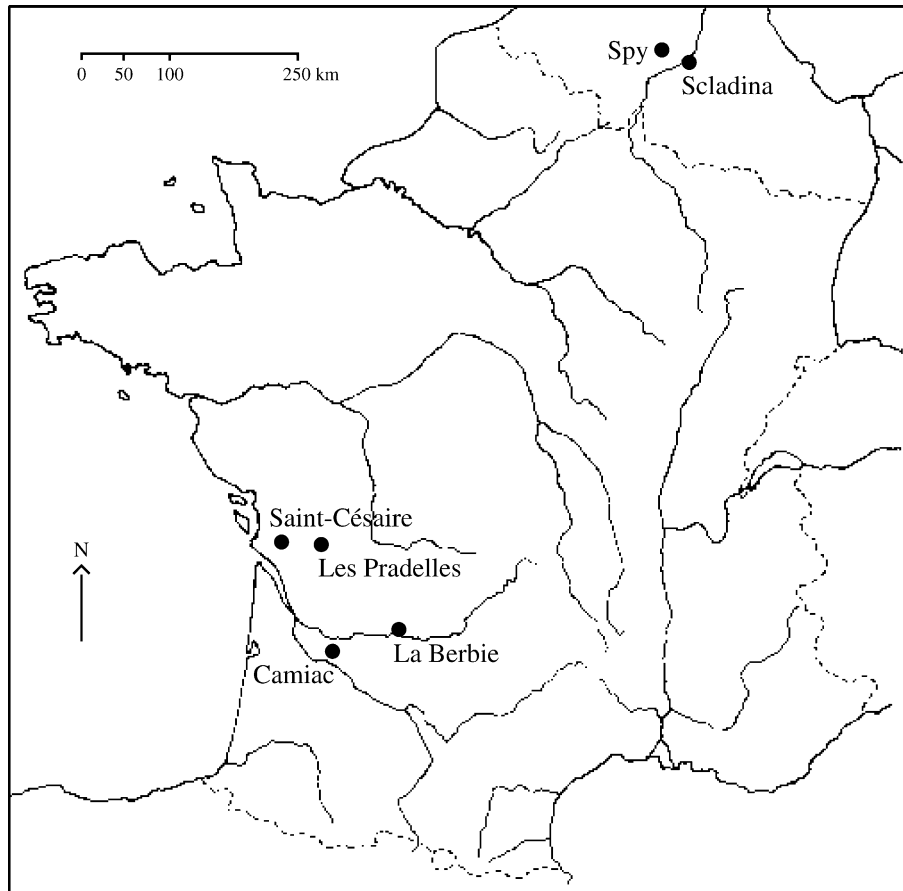 Spy
Scladina
0 50 100 250 km
Saint-Césaire
Les Pradelles
N
La Berbie
Camiac